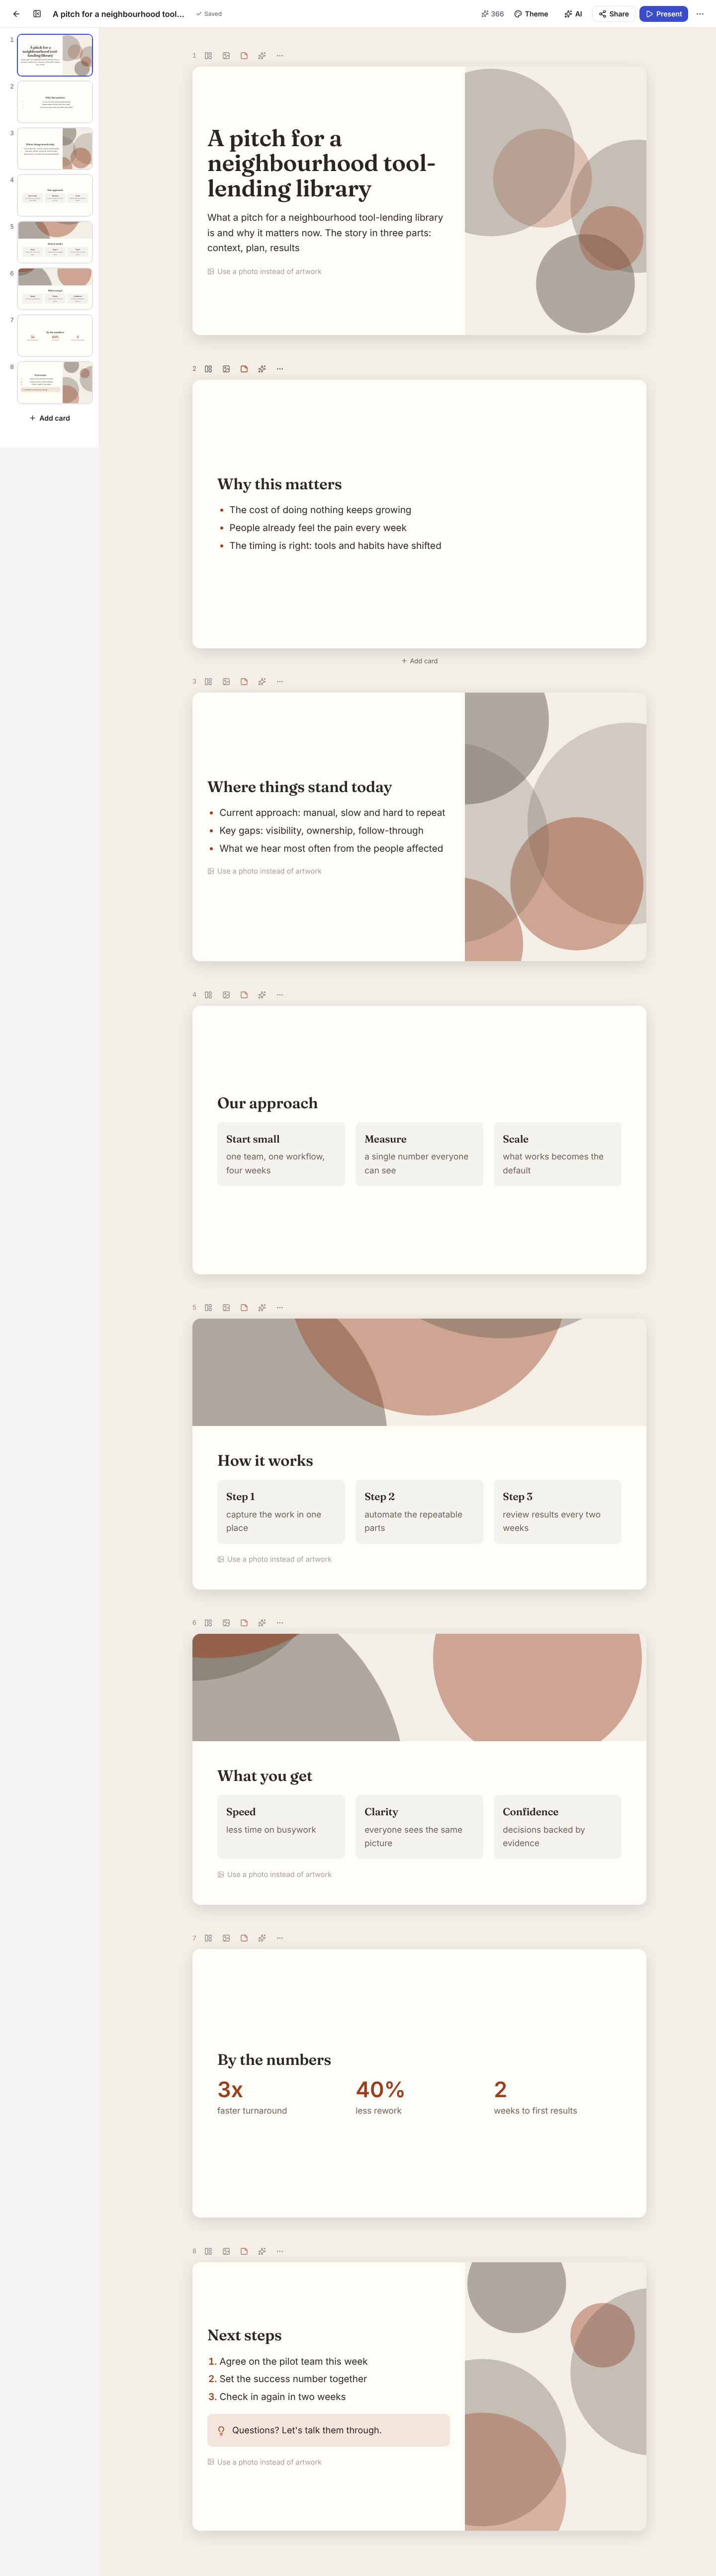 A pitch for a neighbourhood tool...
Saved
366
Theme
AI
Share
Present
1
2
3
4
5
6
7
8
Add card
1
A pitch for a
neighbourhood tool-
lending library
What a pitch for a neighbourhood tool-lending library
is and why it matters now. The story in three parts:
context, plan, results
Use a photo instead of artwork
2
Why this matters
• The cost of doing nothing keeps growing
• People already feel the pain every week
• The timing is right: tools and habits have shifted
Add card
3
Where things stand today
• Current approach: manual, slow and hard to repeat
• Key gaps: visibility, ownership, follow-through
• What we hear most often from the people affected
Use a photo instead of artwork
4
Our approach
Start small
one team, one workflow,
four weeks
Measure
a single number everyone
can see
Scale
what works becomes the
default
5
How it works
Step 1
capture the work in one
place
Step 2
automate the repeatable
parts
Step 3
review results every two
weeks
Use a photo instead of artwork
6
What you get
Speed
less time on busywork
Clarity
everyone sees the same
picture
Confidence
decisions backed by
evidence
Use a photo instead of artwork
7
By the numbers
3x
faster turnaround
40%
less rework
2
weeks to first results
8
Next steps
1. Agree on the pilot team this week
2. Set the success number together
3. Check in again in two weeks
Questions? Let's talk them through.
Use a photo instead of artwork